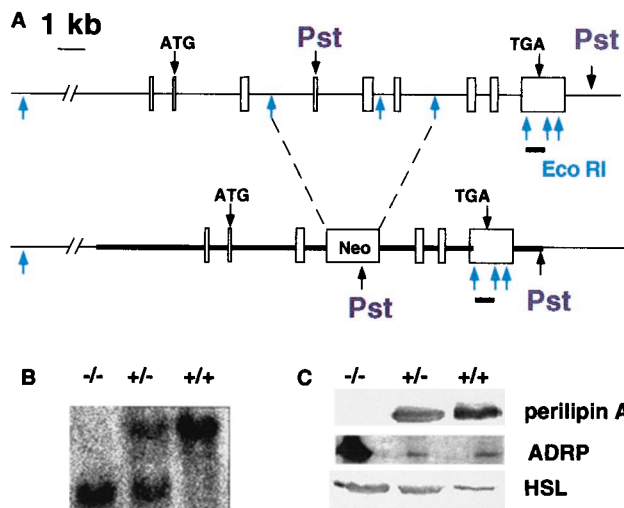 A 1 kb
ATG Pst TGA Pst
Eco RI
ATG TGA
Neo
Pst Pst
B -/- +/- +/+
C -/- +/- +/+
perilipin A
ADRP
HSL